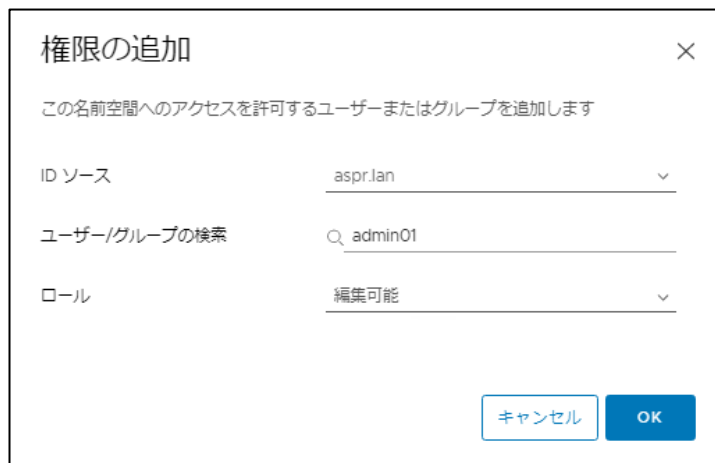 権限の追加
この名前空間へのアクセスを許可するユーザーまたはグループを追加します
ID ソース aspr.lan
ユーザー/グループの検索 admin01
ロール 編集可能
キャンセル OK